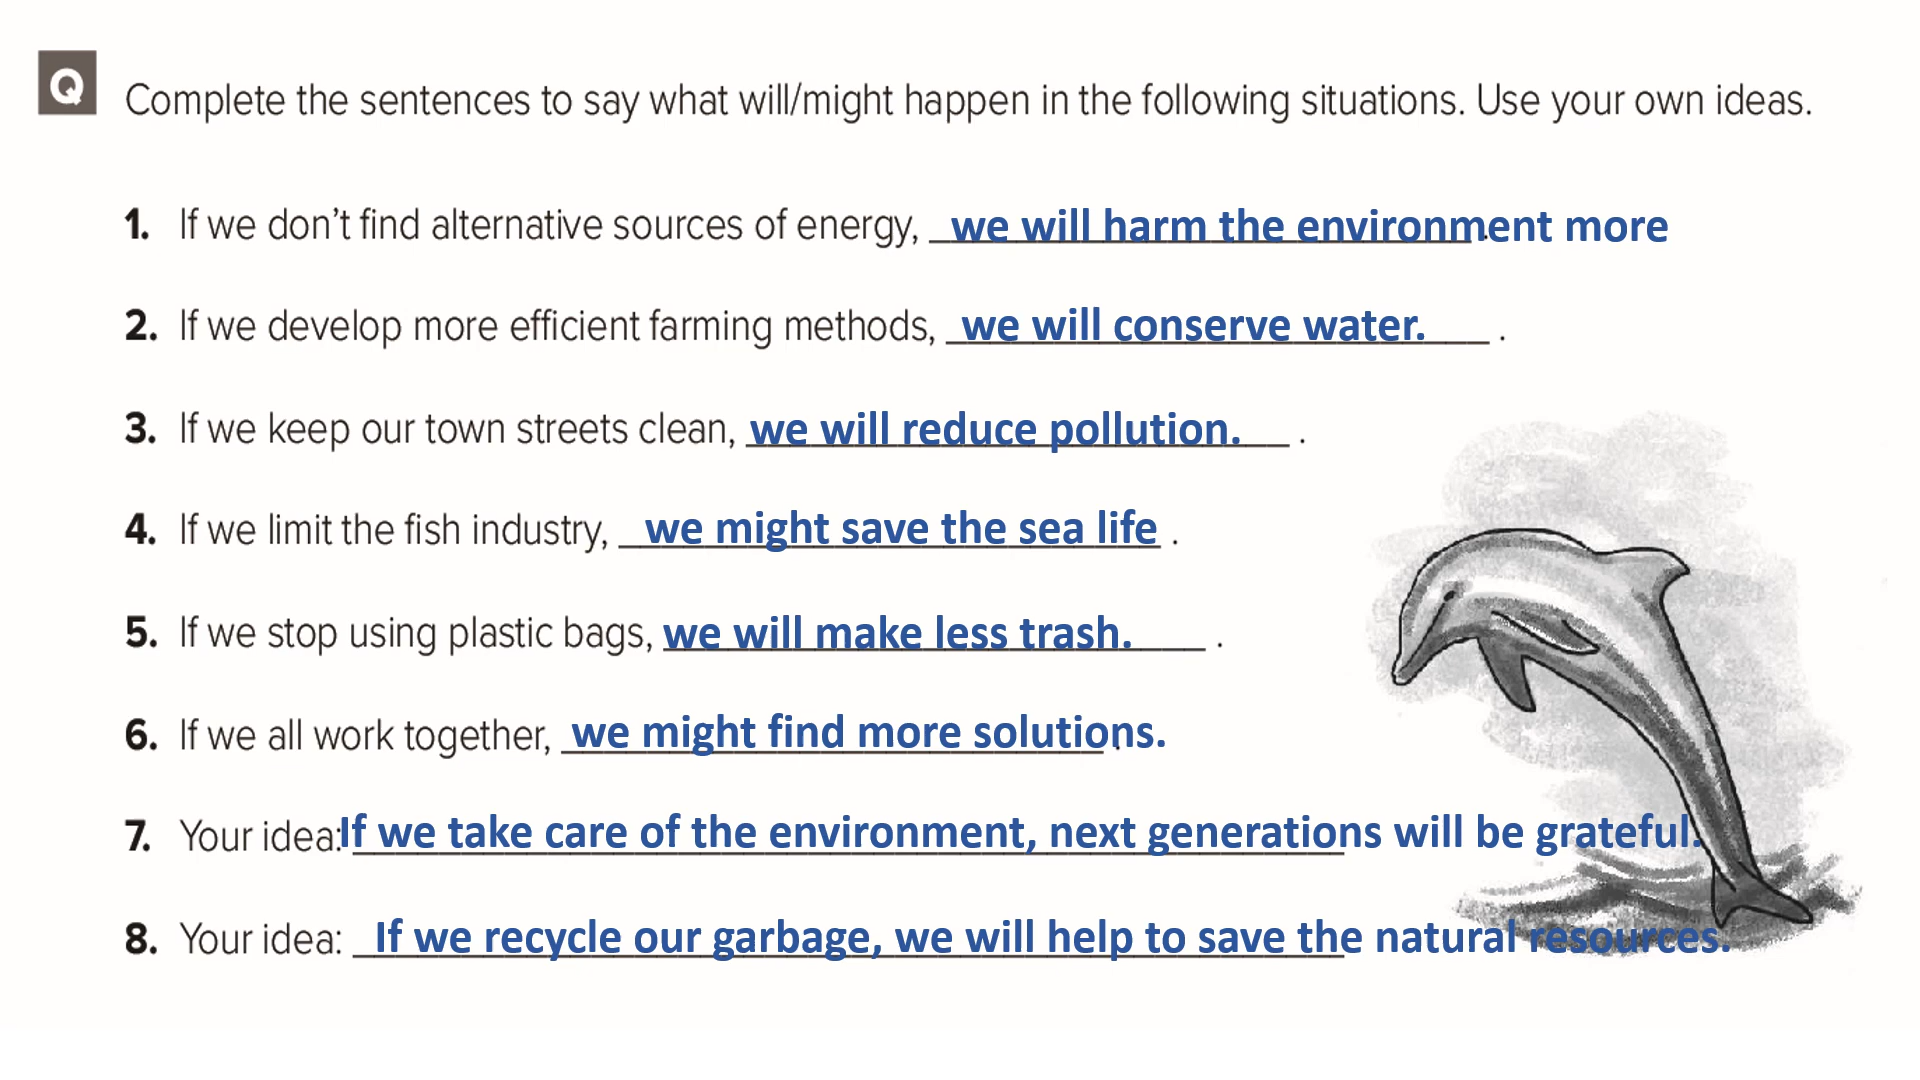 Q Complete the sentences to say what will/might happen in the following situations. Use your own ideas.
1. If we don't find alternative sources of energy, we will harm the environment more.
2. If we develop more efficient farming methods, we will conserve water. .
3. If we keep our town streets clean, we will reduce pollution. .
4. If we limit the fish industry, we might save the sea life .
5. If we stop using plastic bags, we will make less trash. .
6. If we all work together, we might find more solutions.
7. Your idea: If we take care of the environment, next generations will be grateful.
8. Your idea: If we recycle our garbage, we will help to save the natural resources.